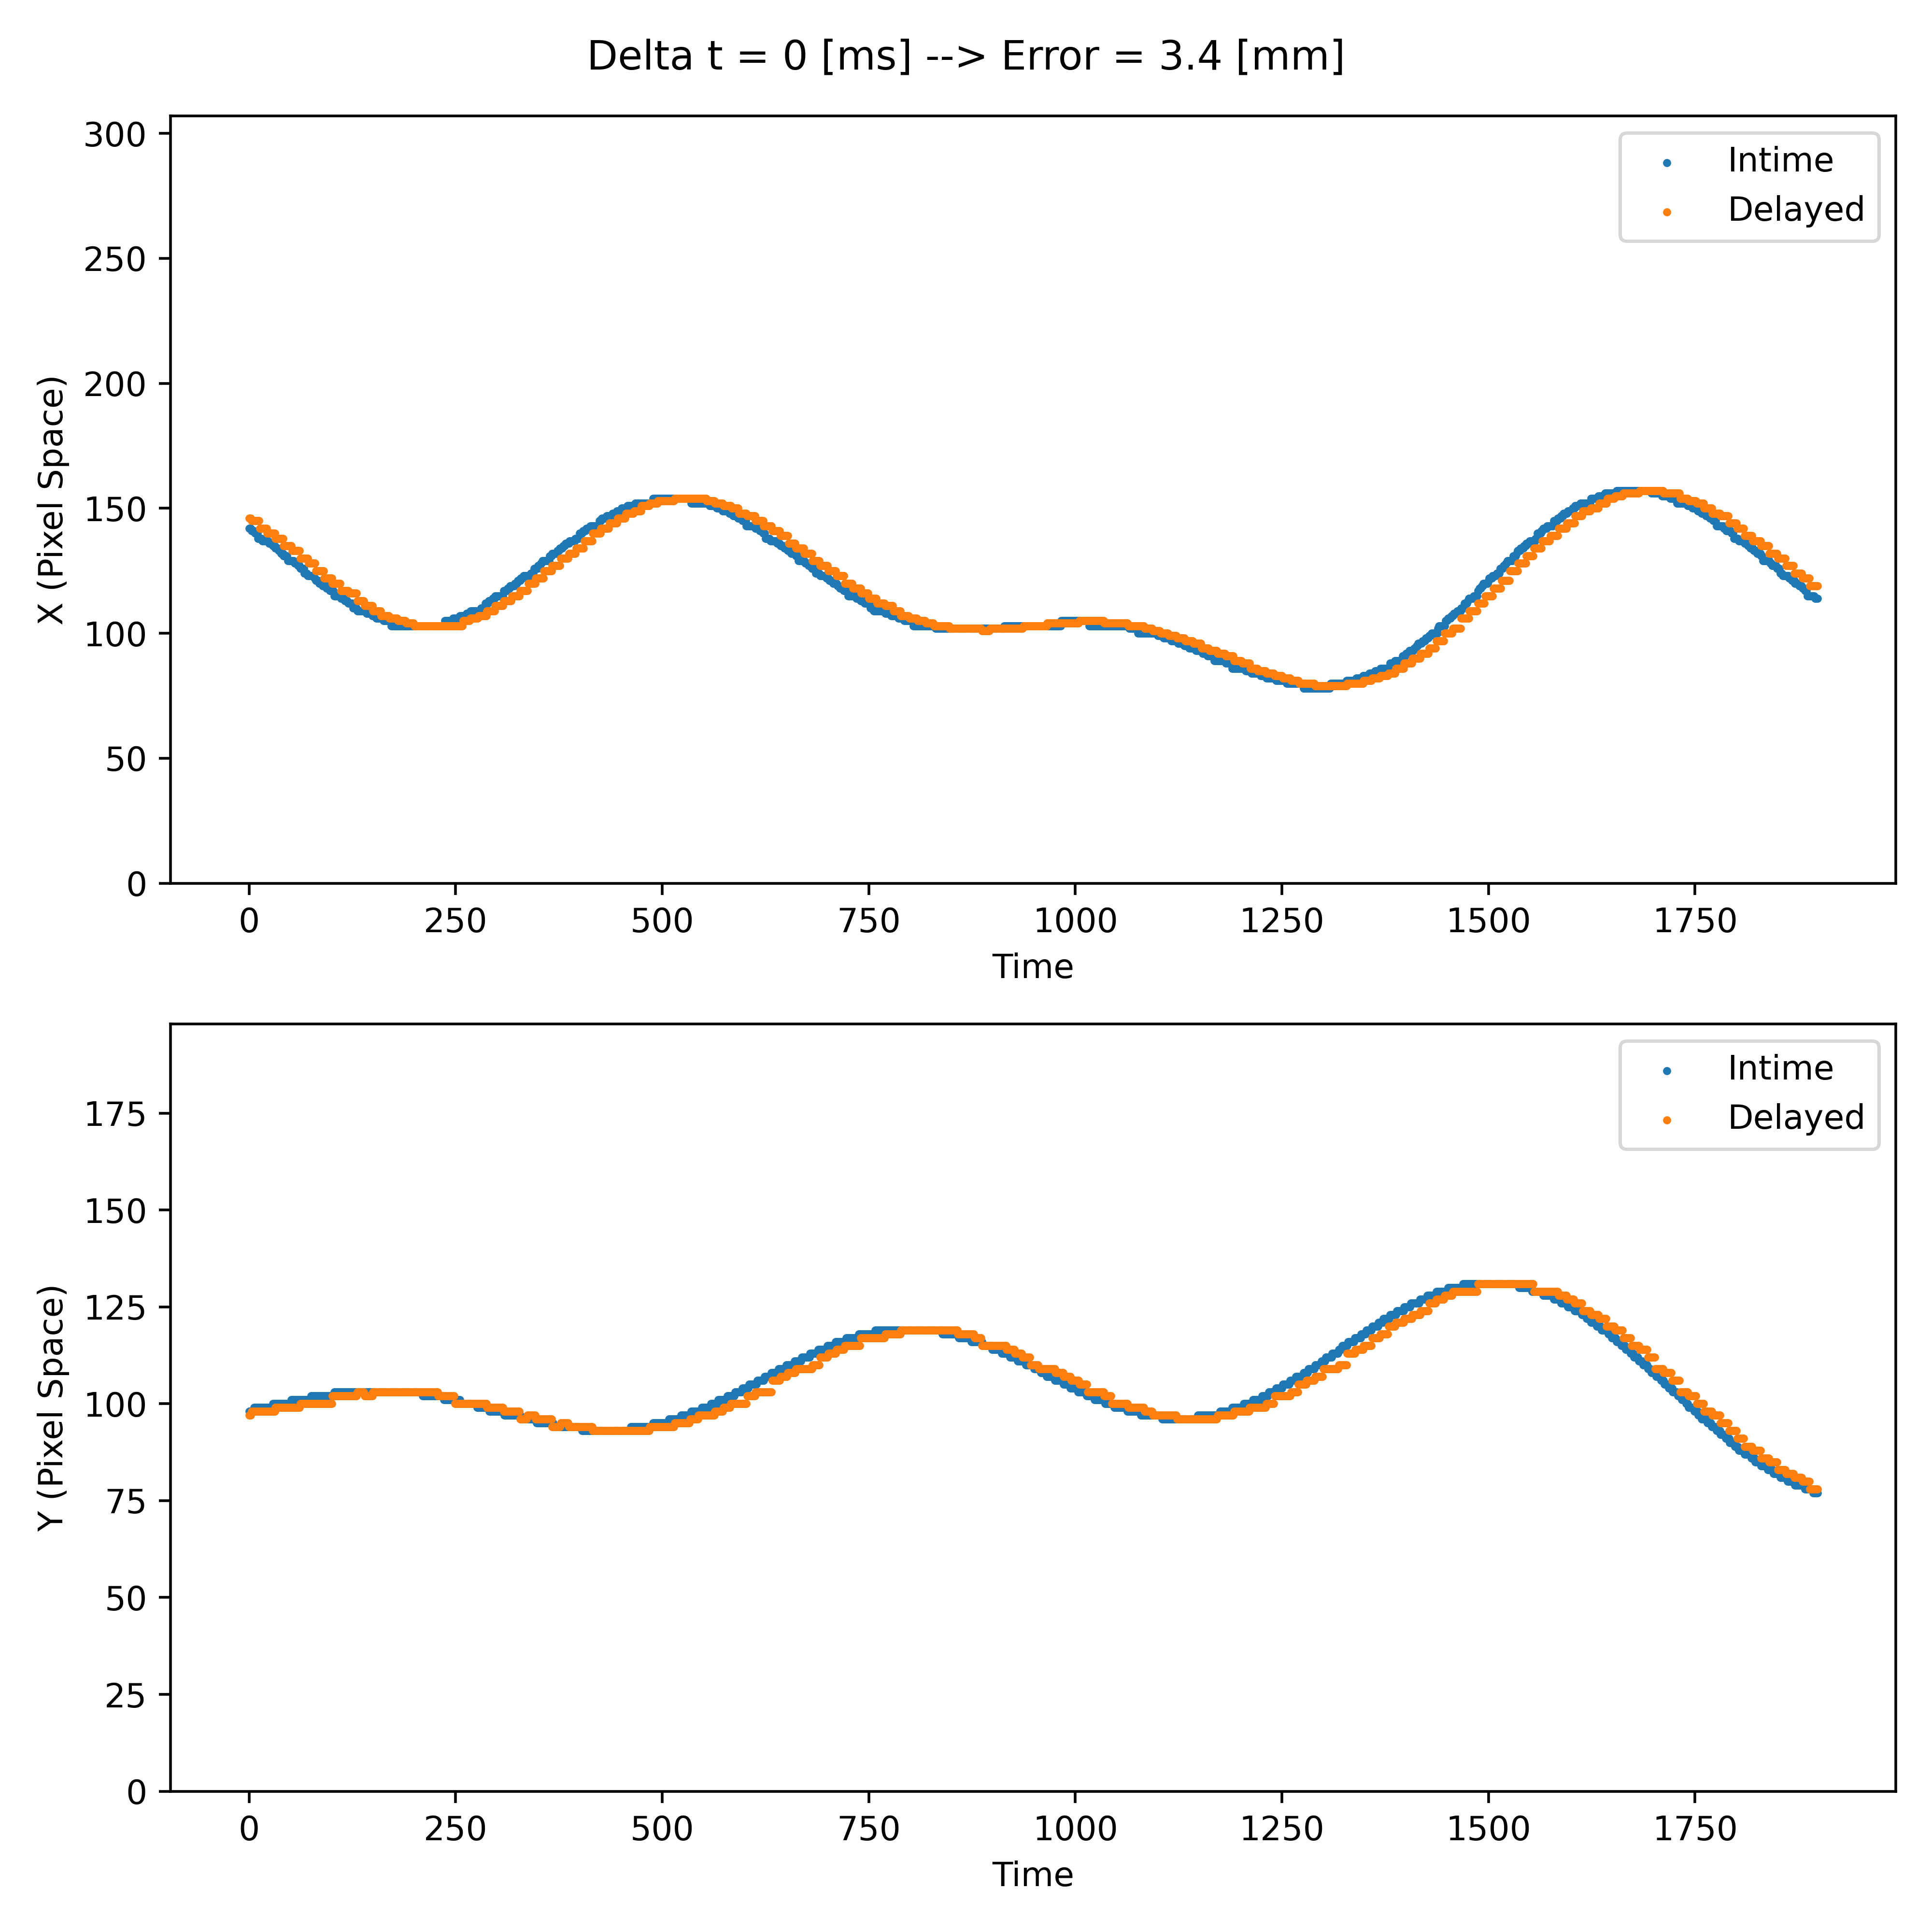 Delta t = 0 [ms] --> Error = 3.4 [mm]
300
250
200
150
100
50
0
X (Pixel Space)
Intime
Delayed
0 250 500 750 1000 1250 1500 1750
Time
175
150
125
100
75
50
25
0
Y (Pixel Space)
Intime
Delayed
0 250 500 750 1000 1250 1500 1750
Time